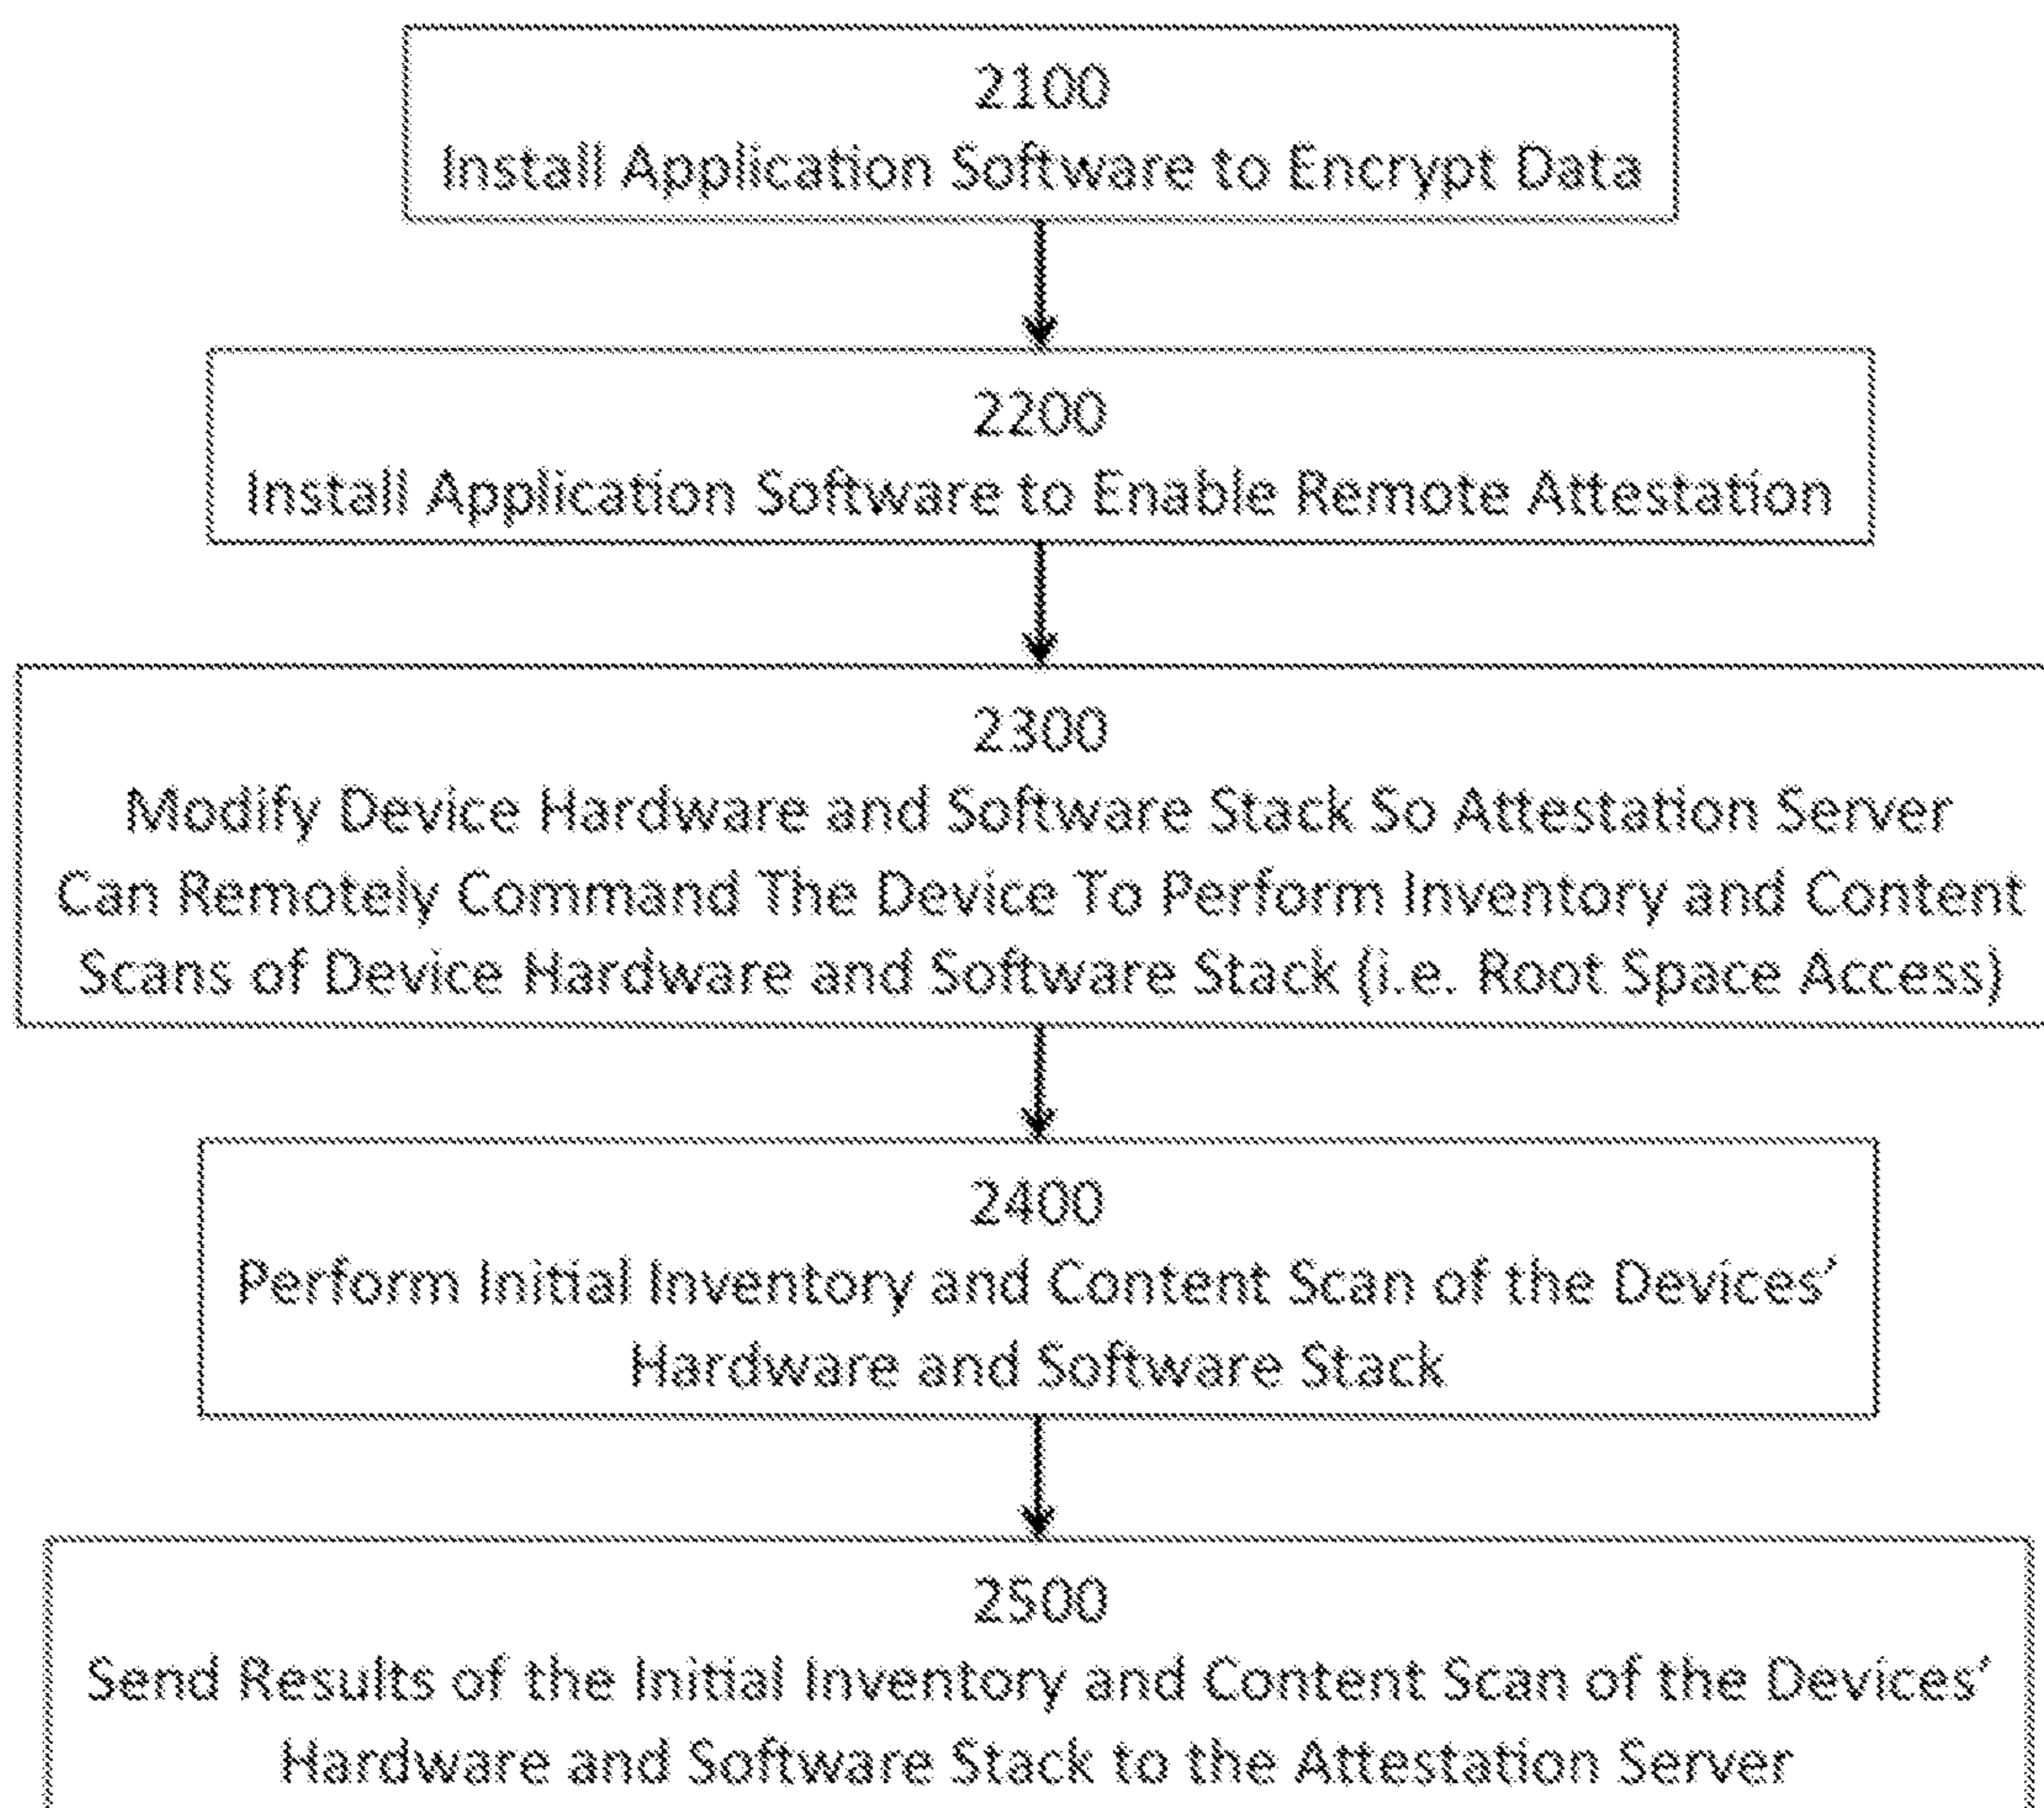 2100
Install Application Software to Encrypt Data
2200
Install Application Software to Enable Remote Attestation
2300
Modify Device Hardware and Software Stack So Attestation Server
Can Remotely Command The Device To Perform Inventory and Content
Scans of Device Hardware and Software Stack (i.e. Root Space Access)
2400
Perform Initial Inventory and Content Scan of the Devices'
Hardware and Software Stack
2500
Send Results of the Initial Inventory and Content Scan of the Devices'
Hardware and Software Stack to the Attestation Server